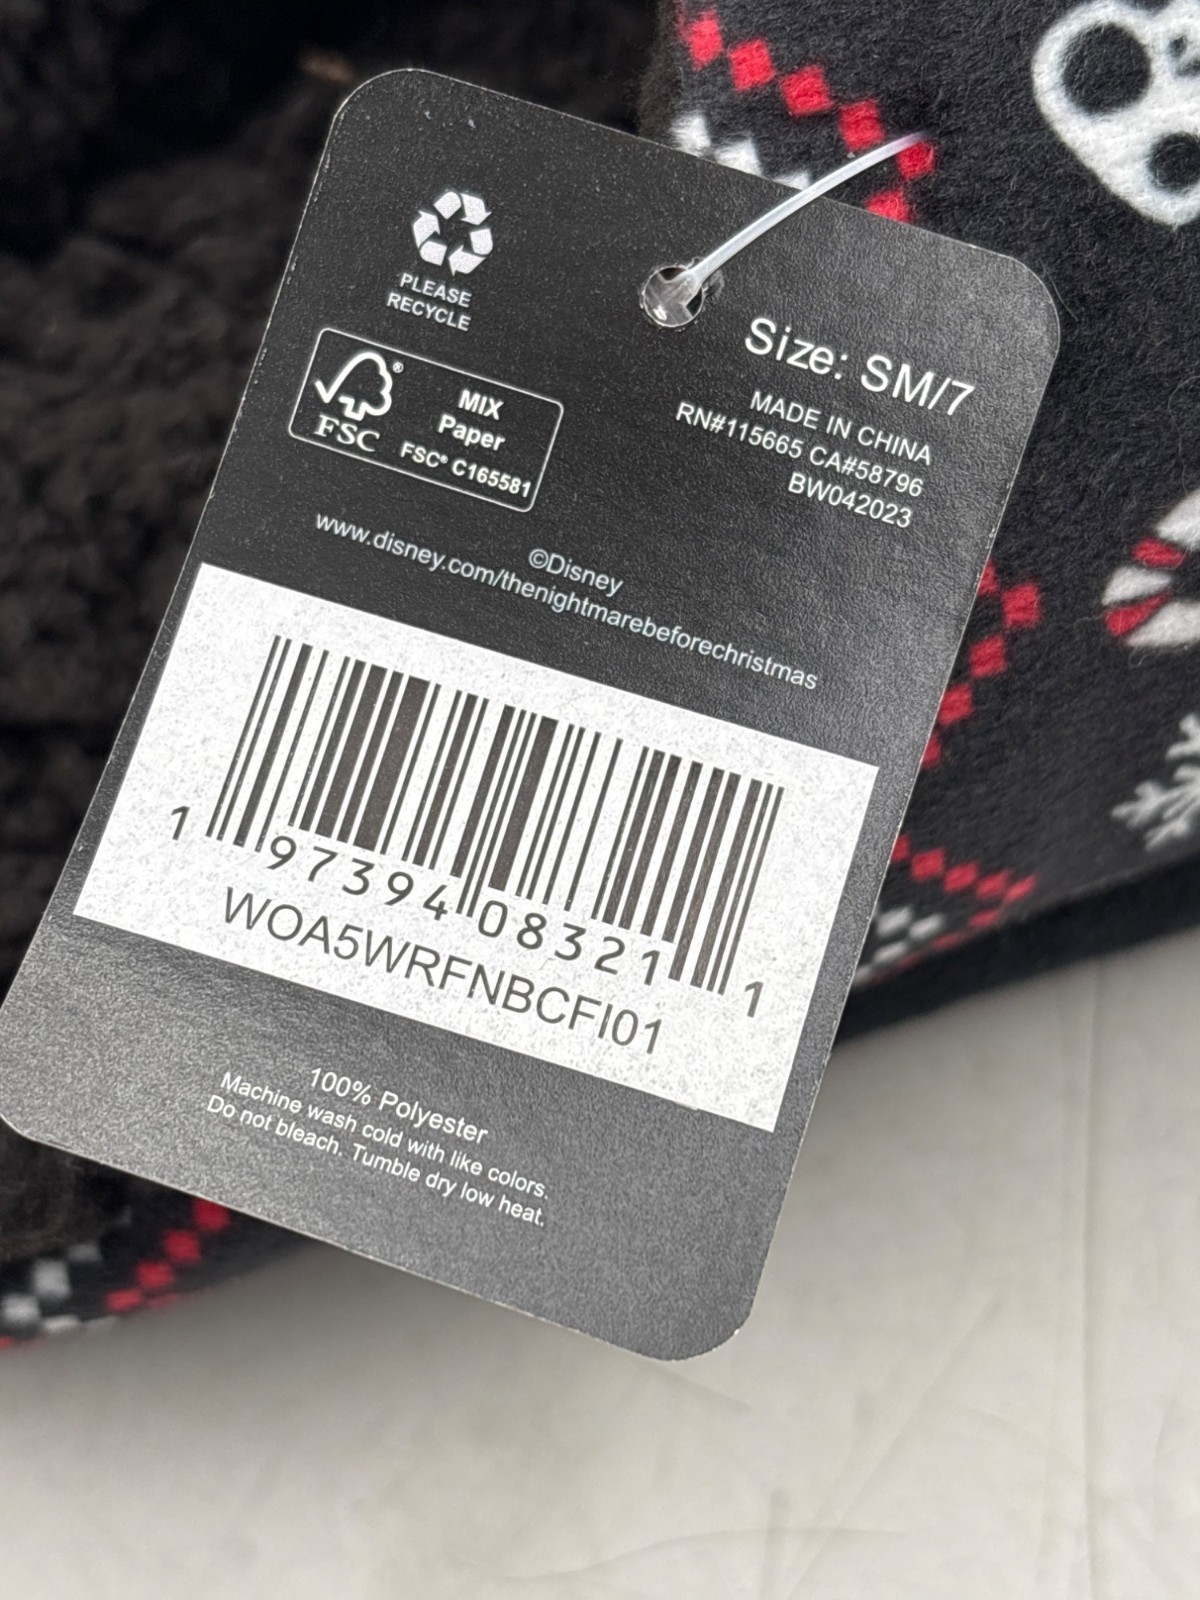 PLEASE
RECYCLE
FSC®
MIX
Paper
FSC® C165581
Size: SM/7
MADE IN CHINA
RN#115665 CA#58796
BW042023
©Disney
www.disney.com/thenightmarebeforechristmas
1 97394 08321 1
WOA5WRFNBCFI01
100% Polyester
Machine wash cold with like colors.
Do not bleach. Tumble dry low heat.